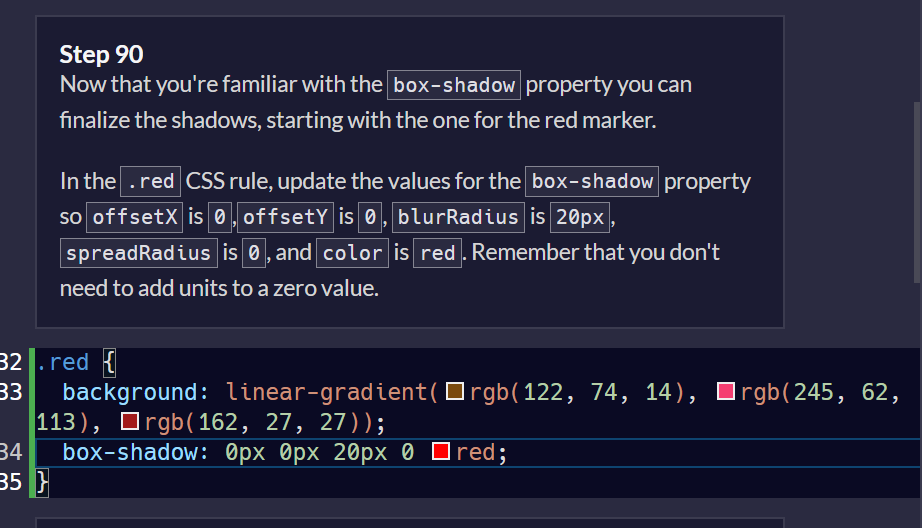 Step 90
Now that you're familiar with the box-shadow property you can
finalize the shadows, starting with the one for the red marker.
In the .red CSS rule, update the values for the box-shadow property
so offsetX is 0,offsetY is 0, blurRadius is 20px,
spreadRadius is 0, and color is red. Remember that you don't
need to add units to a zero value.
32 .red {
33 background: linear-gradient(rgb(122, 74, 14), rgb(245, 62,
113), rgb(162, 27, 27));
34 box-shadow: 0px 0px 20px 0 red;
35 }